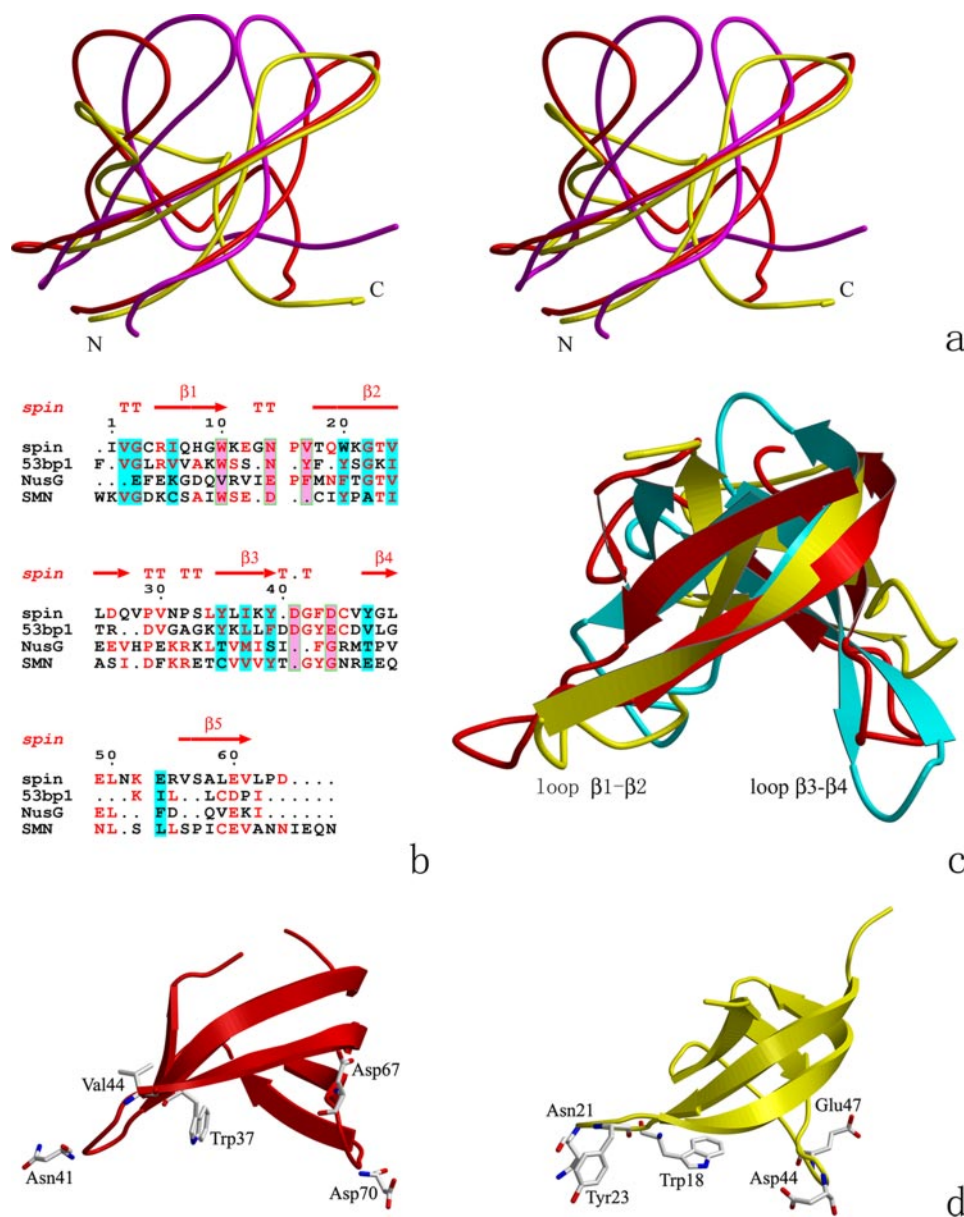 N
C
N
C
a
spin TT β1 TT β2
1 10 20
spin .IVGCRIQHGWKEGN PVTQWKGTV
53bp1 F.VGLRVVAKWSS.N .YF.YSGKI
NusG ...EFEKGDQVRVIE PFMNFTGTV
SMN WKVGDKCSAIWSE.D ..CIYPATI
spin TT TT β3 T.T β4
30 40
spin LDQVPVNPSLYLIKY.DGFDCVYGL
53bp1 TR..DVGAGKYKLLFDDGYECDVLG
NusG EEVHPEKRKLTVMISI..FGRMTPV
SMN ASI.DFKRETCVVVYT.GYGNREEQ
spin β5
50 60
spin ELNK ERVSALEVLPD.....
53bp1 ...K IL..LCDPI.......
NusG EL.. FD..QVEKI.......
SMN NL.S LLSPICEVANNIEQN
b
loop β1-β2
loop β3-β4
c
Val44
Asn41
Trp37
Asp67
Asp70
Asn21
Tyr23
Trp18
Asp44
Glu47
d